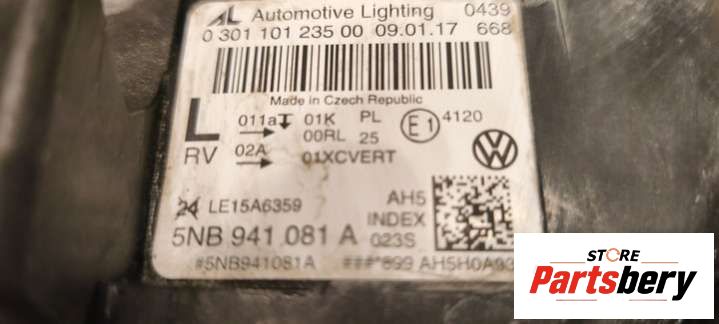 AL Automotive Lighting 0439
0 301 101 235 00 09.01.17 668
Made in Czech Republic
L 011a 01K PL E1 4120
00RL 25
RV 02A 01XCVERT
24 LE15A6359 AH5
INDEX
5NB 941 081 A 023S
#5NB941081A ###*899 AH5H0A
STORE
Partsbery